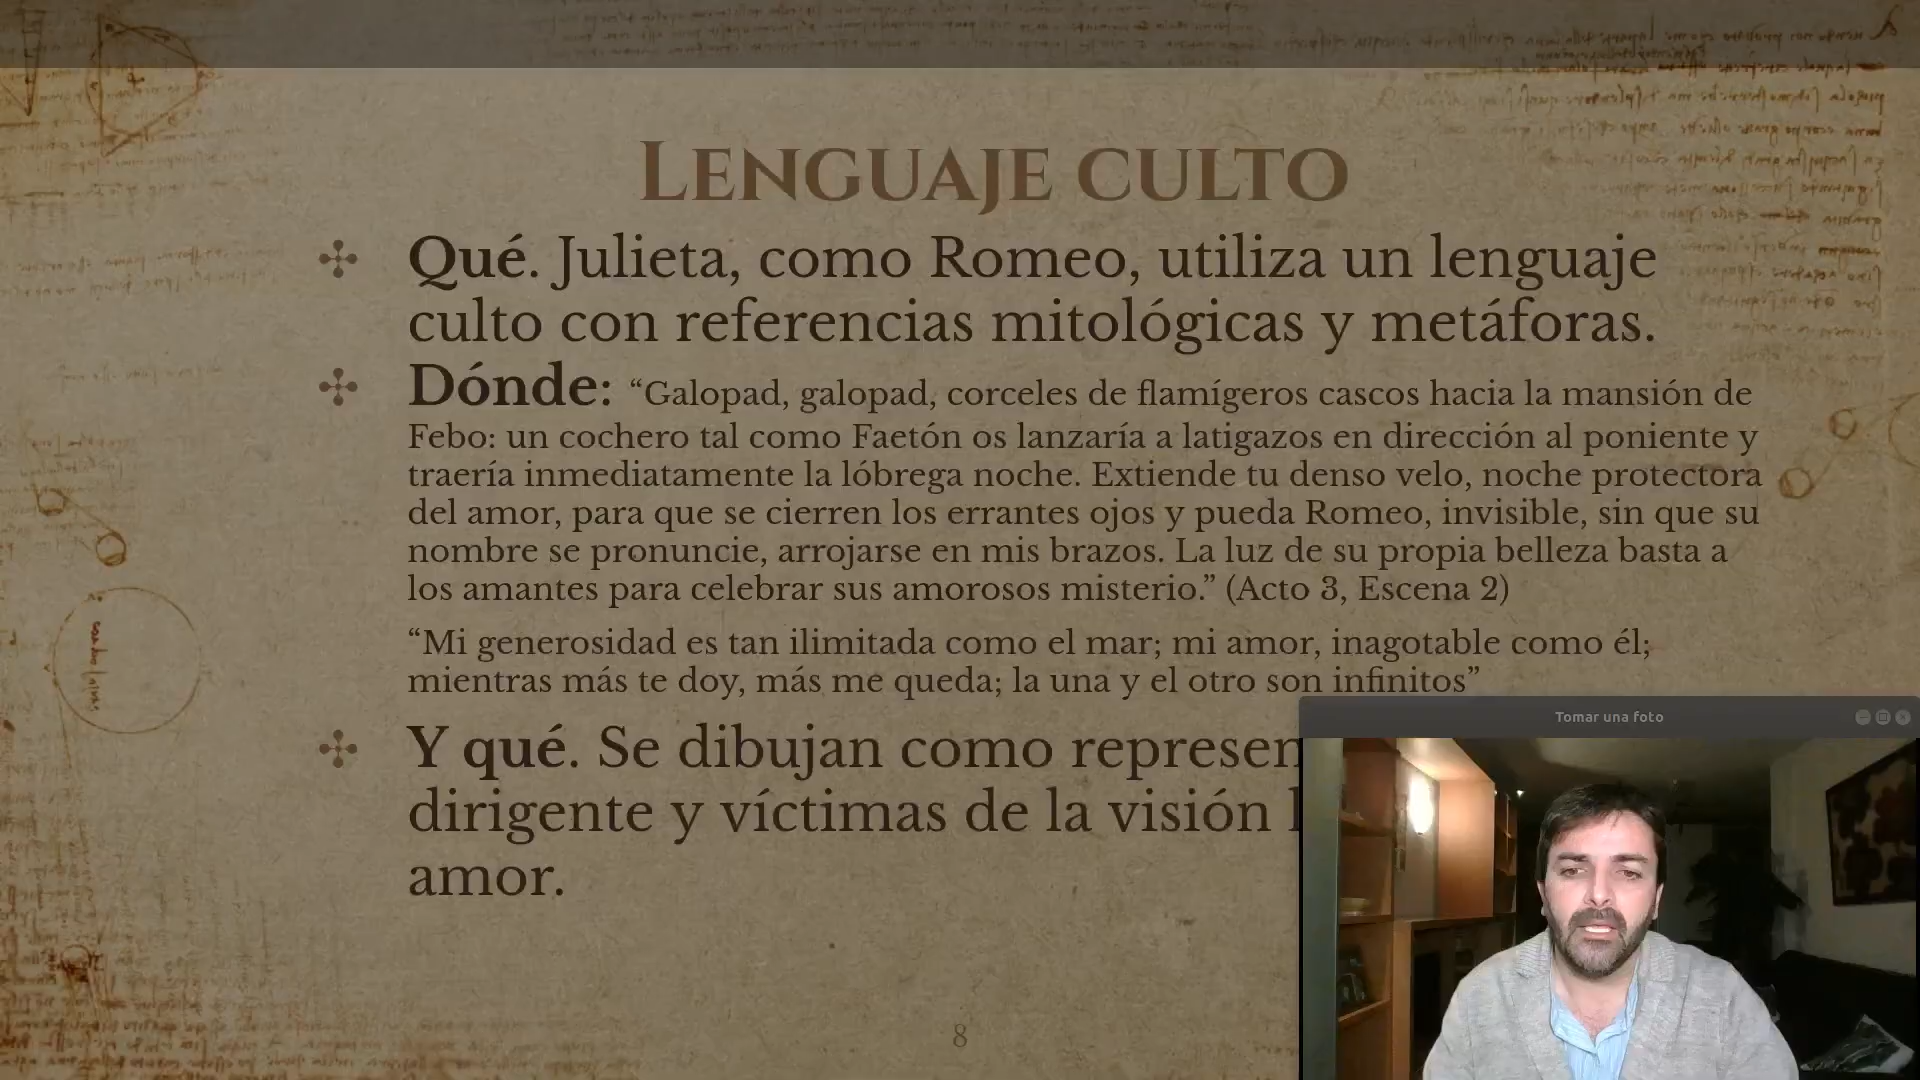 LENGUAJE CULTO
Qué. Julieta, como Romeo, utiliza un lenguaje
culto con referencias mitológicas y metáforas.
Dónde: “Galopad, galopad, corceles de flamígeros cascos hacia la mansión de
Febo: un cochero tal como Faetón os lanzaría a latigazos en dirección al poniente y
traería inmediatamente la lóbrega noche. Extiende tu denso velo, noche protectora
del amor, para que se cierren los errantes ojos y pueda Romeo, invisible, sin que su
nombre se pronuncie, arrojarse en mis brazos. La luz de su propia belleza basta a
los amantes para celebrar sus amorosos misterio.” (Acto 3, Escena 2)
“Mi generosidad es tan ilimitada como el mar; mi amor, inagotable como él;
mientras más te doy, más me queda; la una y el otro son infinitos”
Y qué. Se dibujan como represen
dirigente y víctimas de la visión
amor.
Tomar una foto
8